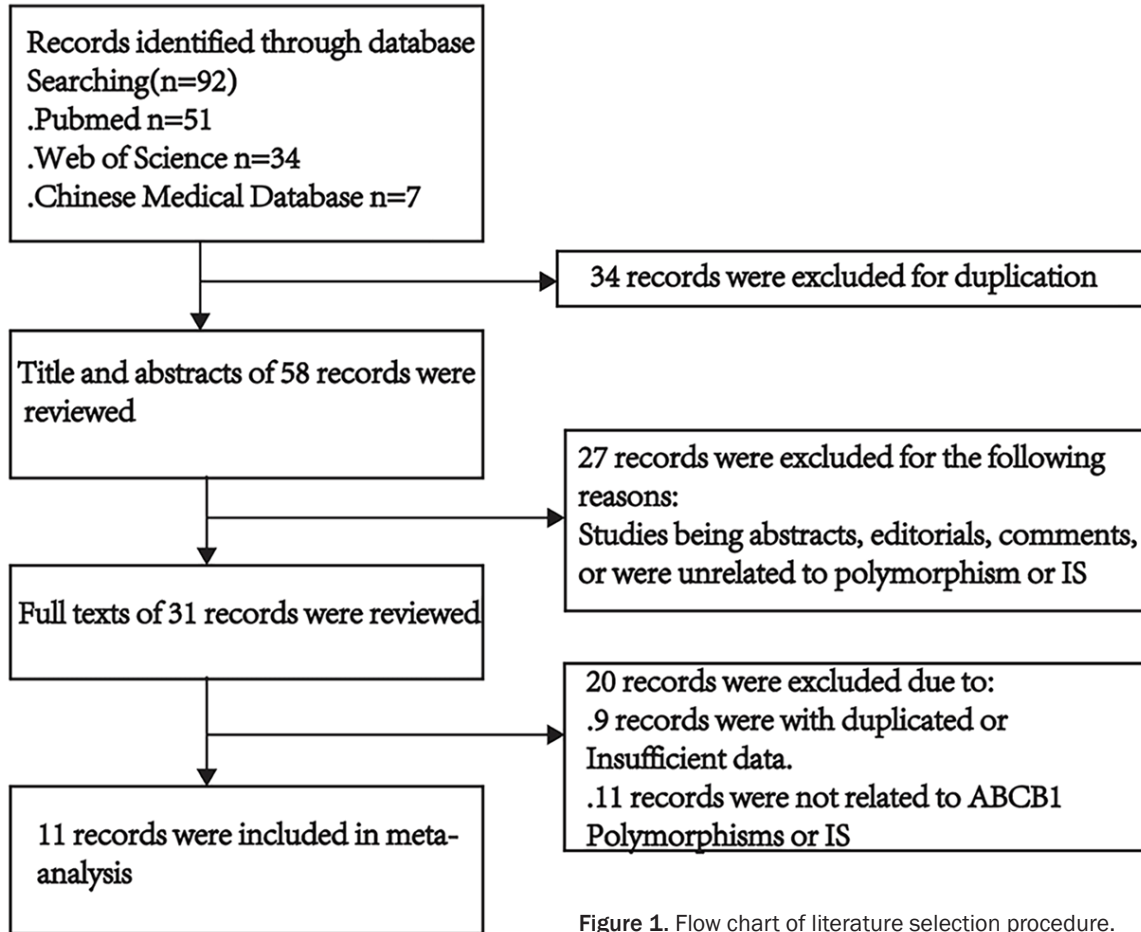 Records identified through database
Searching(n=92)
.Pubmed n=51
.Web of Science n=34
.Chinese Medical Database n=7
34 records were excluded for duplication
Title and abstracts of 58 records were
reviewed
27 records were excluded for the following
reasons:
Studies being abstracts, editorials, comments,
or were unrelated to polymorphism or IS
Full texts of 31 records were reviewed
20 records were excluded due to:
.9 records were with duplicated or
Insufficient data.
.11 records were not related to ABCB1
Polymorphisms or IS
11 records were included in meta-
analysis
Figure 1. Flow chart of literature selection procedure.